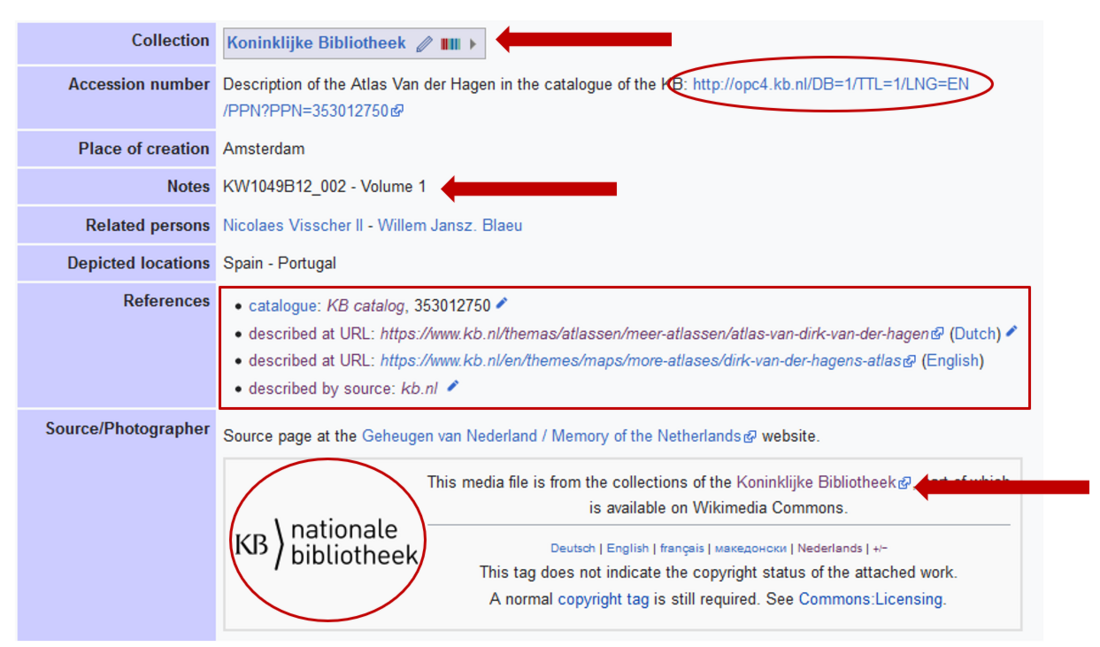 Collection Koninklijke Bibliotheek
Accession number Description of the Atlas Van der Hagen in the catalogue of the KB: http://opc4.kb.nl/DB=1/TTL=1/LNG=EN
/PPN?PPN=353012750
Place of creation Amsterdam
Notes KW1049B12_002 - Volume 1
Related persons Nicolaes Visscher II - Willem Jansz. Blaeu
Depicted locations Spain - Portugal
References
• catalogue: KB catalog, 353012750
• described at URL: https://www.kb.nl/themas/atlassen/meer-atlassen/atlas-van-dirk-van-der-hagen (Dutch)
• described at URL: https://www.kb.nl/en/themes/maps/more-atlases/dirk-van-der-hagens-atlas (English)
• described by source: kb.nl
Source/Photographer Source page at the Geheugen van Nederland / Memory of the Netherlands website.
KB nationale
bibliotheek
This media file is from the collections of the Koninklijke Bibliotheek, part of which
is available on Wikimedia Commons.
Deutsch | English | français | македонски | Nederlands | +/−
This tag does not indicate the copyright status of the attached work.
A normal copyright tag is still required. See Commons:Licensing.